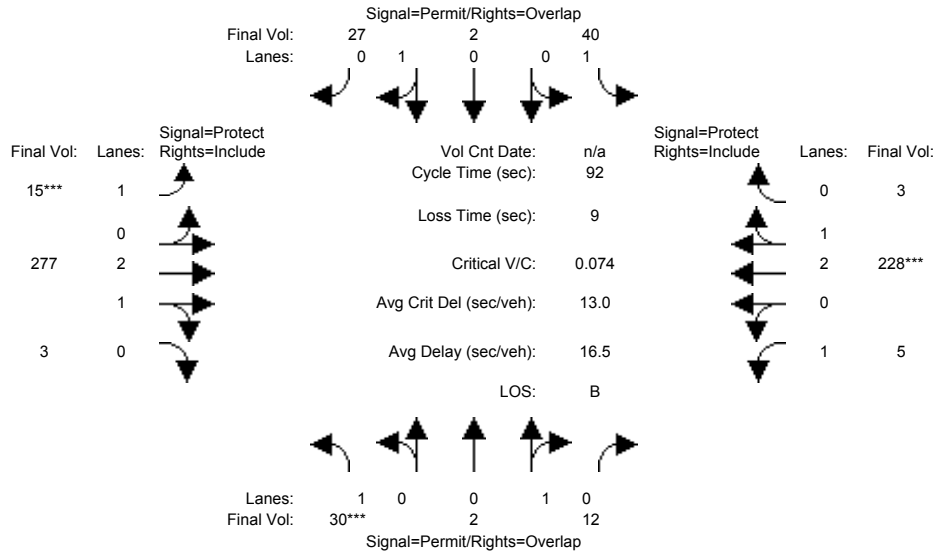 Signal=Permit/Rights=Overlap
Final Vol: 27 2 40
Lanes: 0 1 0 0 1
Signal=Protect Signal=Protect
Final Vol: Lanes: Rights=Include Vol Cnt Date: n/a Rights=Include Lanes: Final Vol:
Cycle Time (sec): 92
15*** 1 0 3
Loss Time (sec): 9
0 1
277 2 Critical V/C: 0.074 2 228***
1 Avg Crit Del (sec/veh): 13.0 0
3 0 Avg Delay (sec/veh): 16.5 1 5
LOS: B
Lanes: 1 0 0 1 0
Final Vol: 30*** 2 12
Signal=Permit/Rights=Overlap